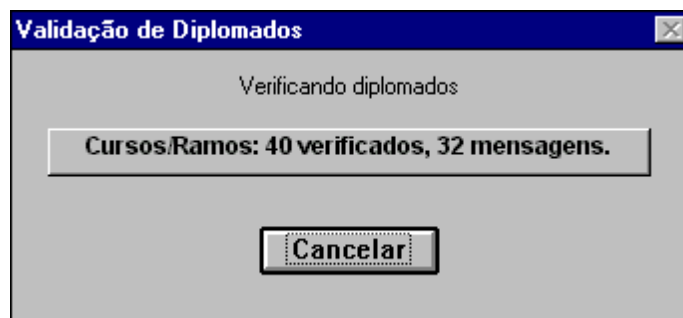 Validação de Diplomados
Verificando diplomados
Cursos/Ramos: 40 verificados, 32 mensagens.
Cancelar